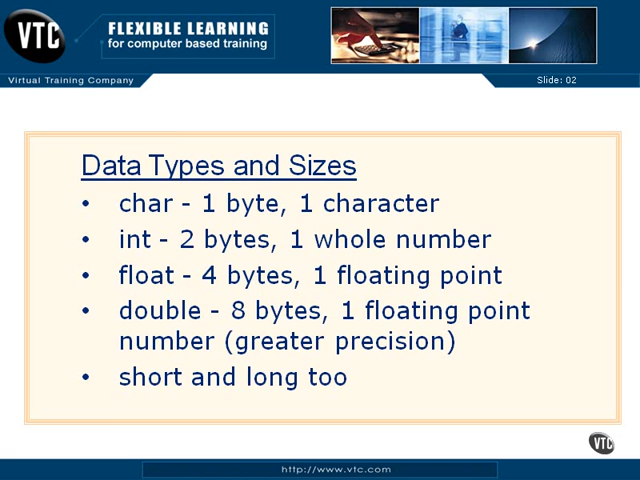 VTC
FLEXIBLE LEARNING
for computer based training
Virtual Training Company
Slide: 02
Data Types and Sizes
• char - 1 byte, 1 character
• int - 2 bytes, 1 whole number
• float - 4 bytes, 1 floating point
• double - 8 bytes, 1 floating point
number (greater precision)
• short and long too
VTC
http://www.vtc.com